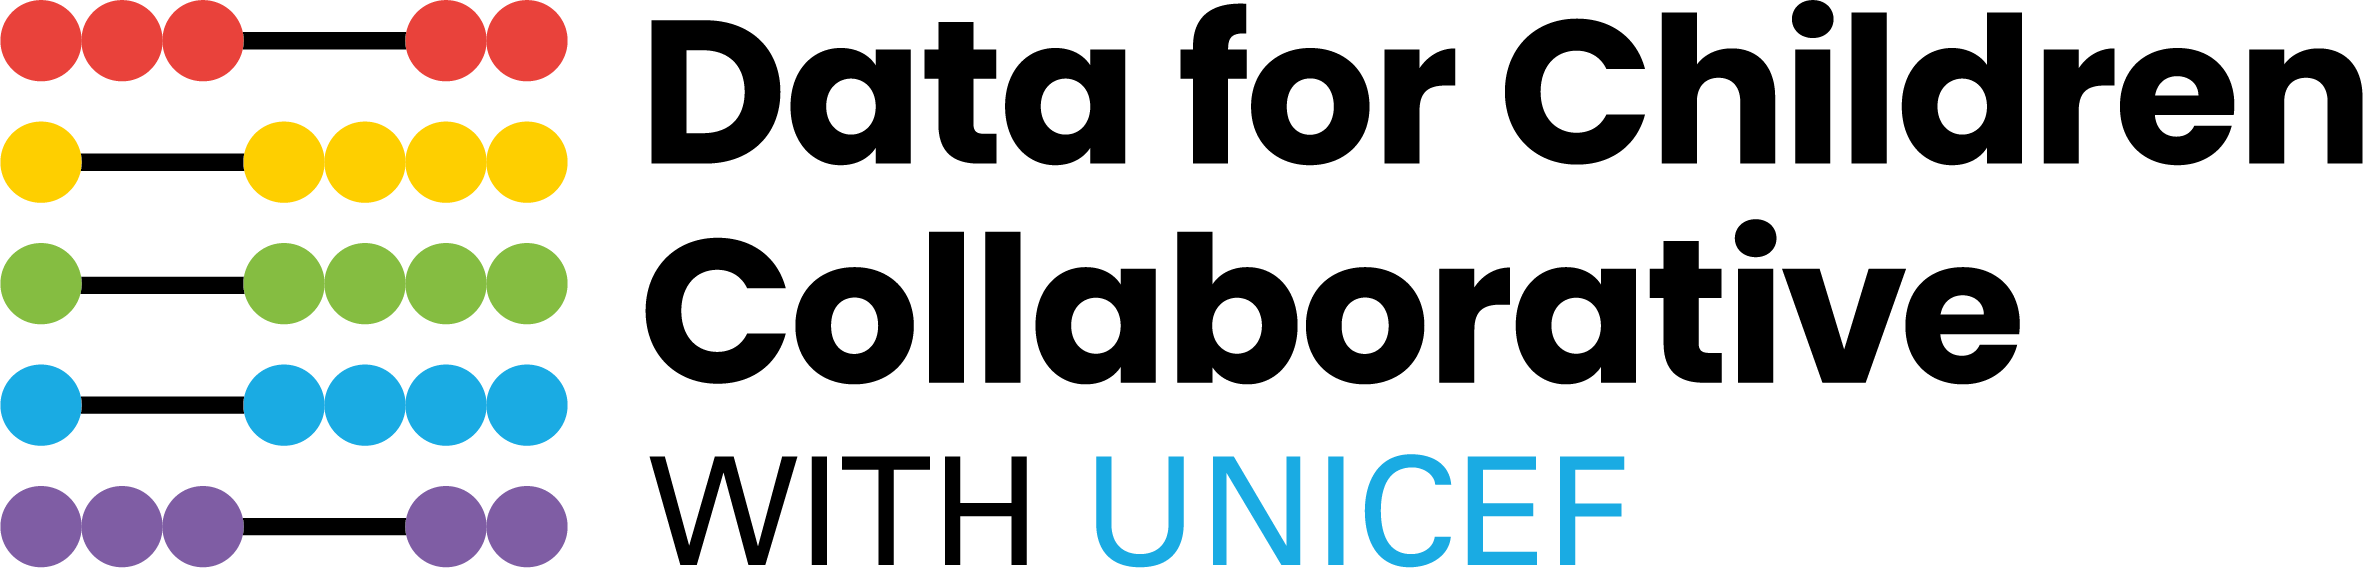 Data for Children
Collaborative
WITH UNICEF